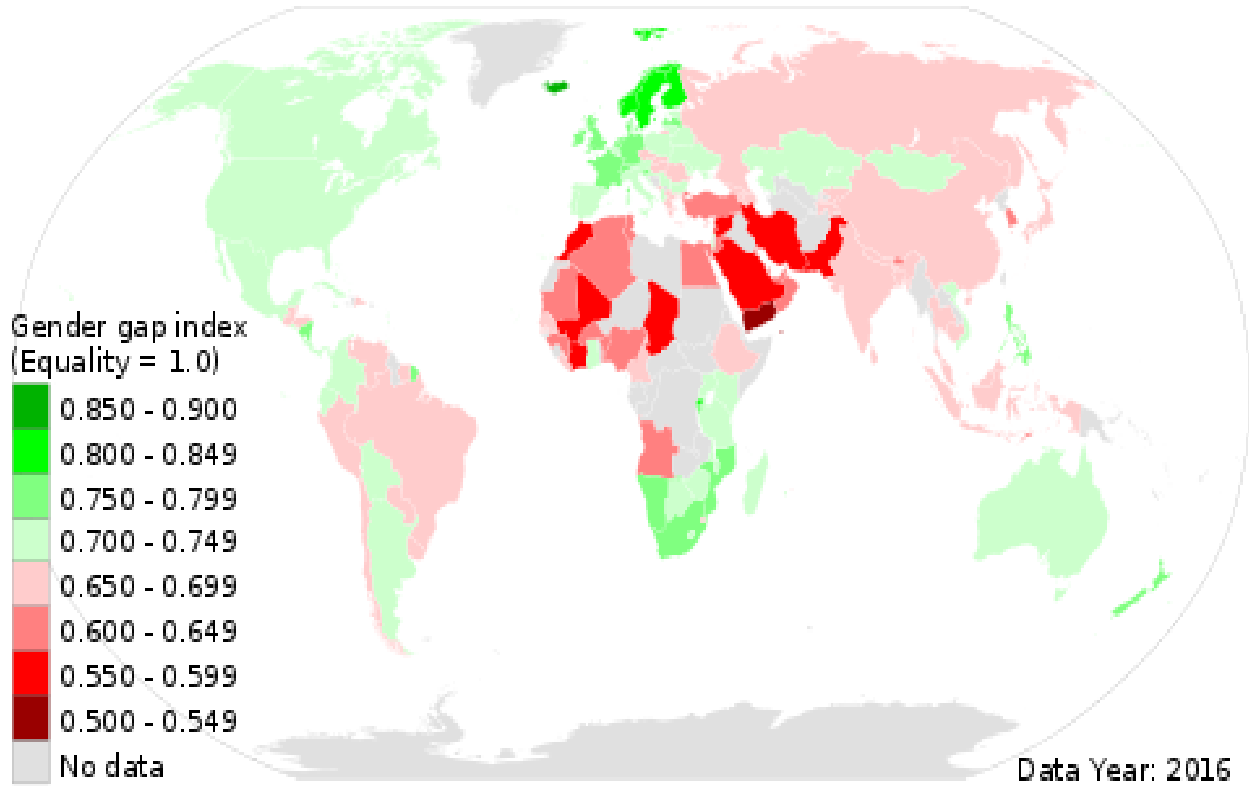 Gender gap index
(Equality = 1.0)
0.850 - 0.900
0.800 - 0.849
0.750 - 0.799
0.700 - 0.749
0.650 - 0.699
0.600 - 0.649
0.550 - 0.599
0.500 - 0.549
No data
Data Year: 2016